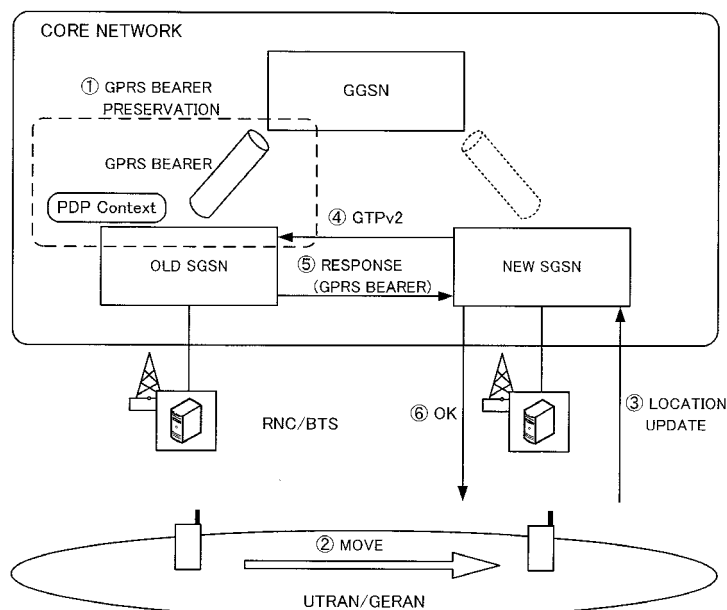 CORE NETWORK
① GPRS BEARER
PRESERVATION
GGSN
GPRS BEARER
PDP Context
④ GTPv2
OLD SGSN
⑤ RESPONSE
(GPRS BEARER)
NEW SGSN
RNC/BTS
⑥ OK
③ LOCATION
UPDATE
② MOVE
UTRAN/GERAN